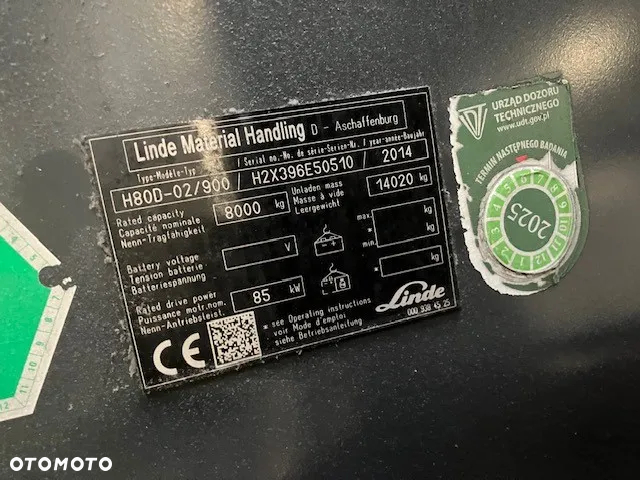 Linde Material Handling D - Aschaffenburg
Type-Modèle-Typ / Serial no.-No. de série-Serien-Nr. / year-année-Baujahr
H80D-02/900 / H2X396E50510 / 2014
Rated capacity
Capacité nominale
Nenn-Tragfähigkeit
8000 kg
Unladen mass
Masse à vide
Leergewicht
14020 kg
Battery voltage
Tension batterie
Batteriespannung
V
max.
* kg
min.
* kg
Rated drive power
Puissance motr.nom.
Nenn-Antriebsleist.
85 kW
* see Operating instructions
voir Mode d'emploi
siehe Betriebsanleitung
CE
Linde
000 308 45 25
URZĄD DOZORU
TECHNICZNEGO
www.udt.gov.pl
TERMIN NASTĘPNEGO BADANIA
2025
OTOMOTO